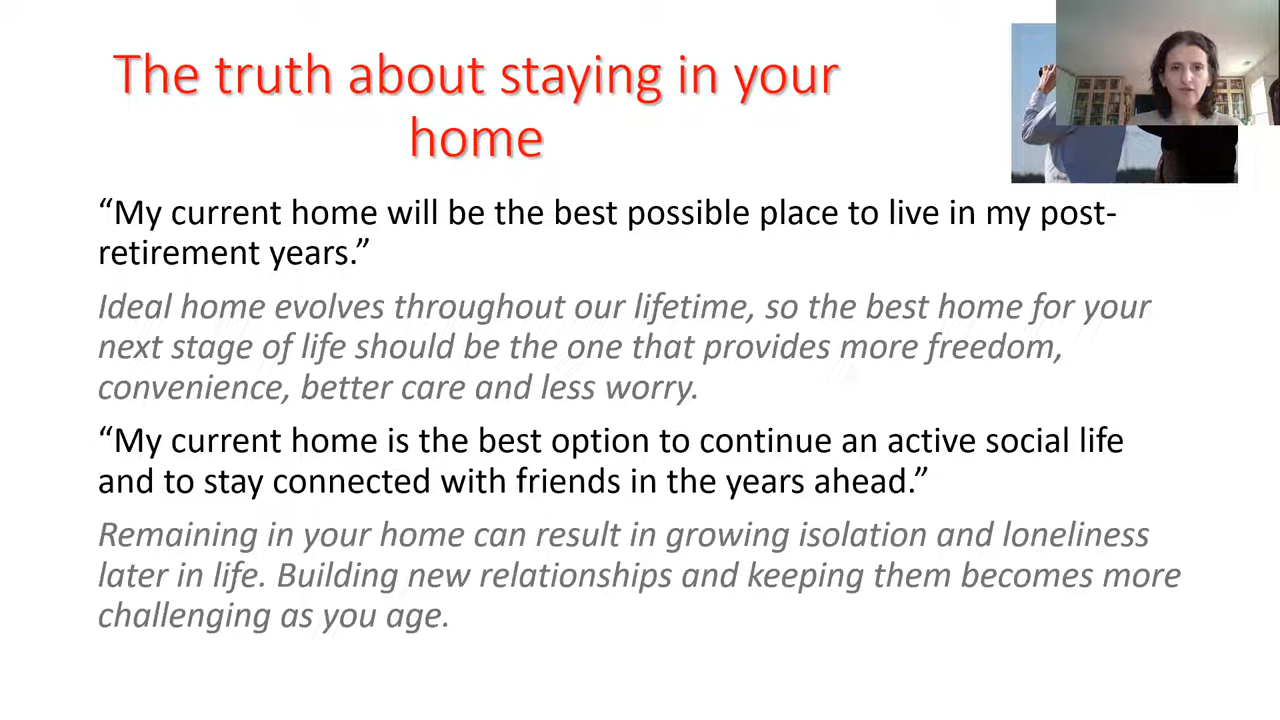 The truth about staying in your
home
“My current home will be the best possible place to live in my post-
retirement years.”
Ideal home evolves throughout our lifetime, so the best home for your
next stage of life should be the one that provides more freedom,
convenience, better care and less worry.
“My current home is the best option to continue an active social life
and to stay connected with friends in the years ahead.”
Remaining in your home can result in growing isolation and loneliness
later in life. Building new relationships and keeping them becomes more
challenging as you age.